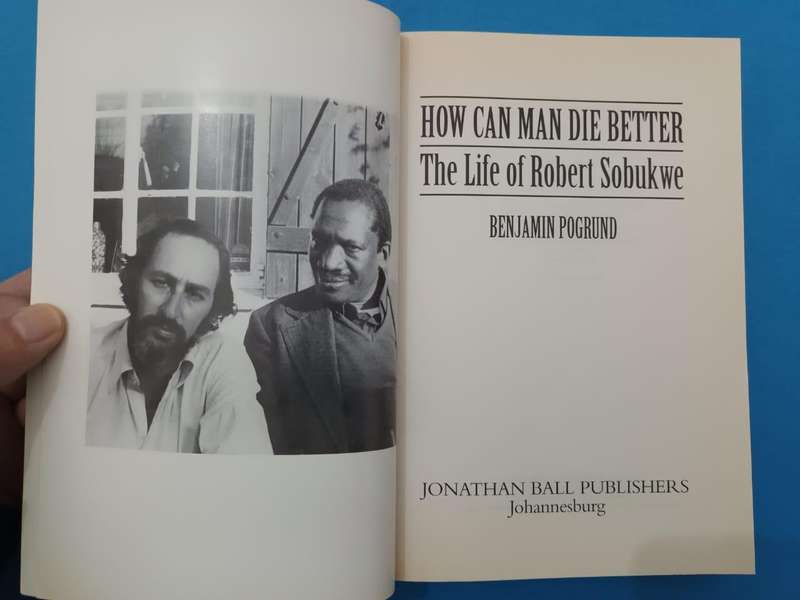 HOW CAN MAN DIE BETTER
The Life of Robert Sobukwe
BENJAMIN POGRUND
JONATHAN BALL PUBLISHERS
Johannesburg